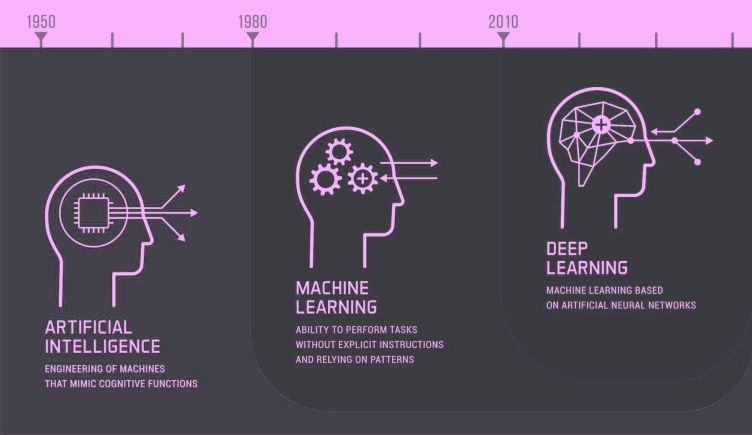 1950
1980
2010
ARTIFICIAL
INTELLIGENCE
ENGINEERING OF MACHINES
THAT MIMIC COGNITIVE FUNCTIONS
MACHINE
LEARNING
ABILITY TO PERFORM TASKS
WITHOUT EXPLICIT INSTRUCTIONS
AND RELYING ON PATTERNS
DEEP
LEARNING
MACHINE LEARNING BASED
ON ARTIFICIAL NEURAL NETWORKS